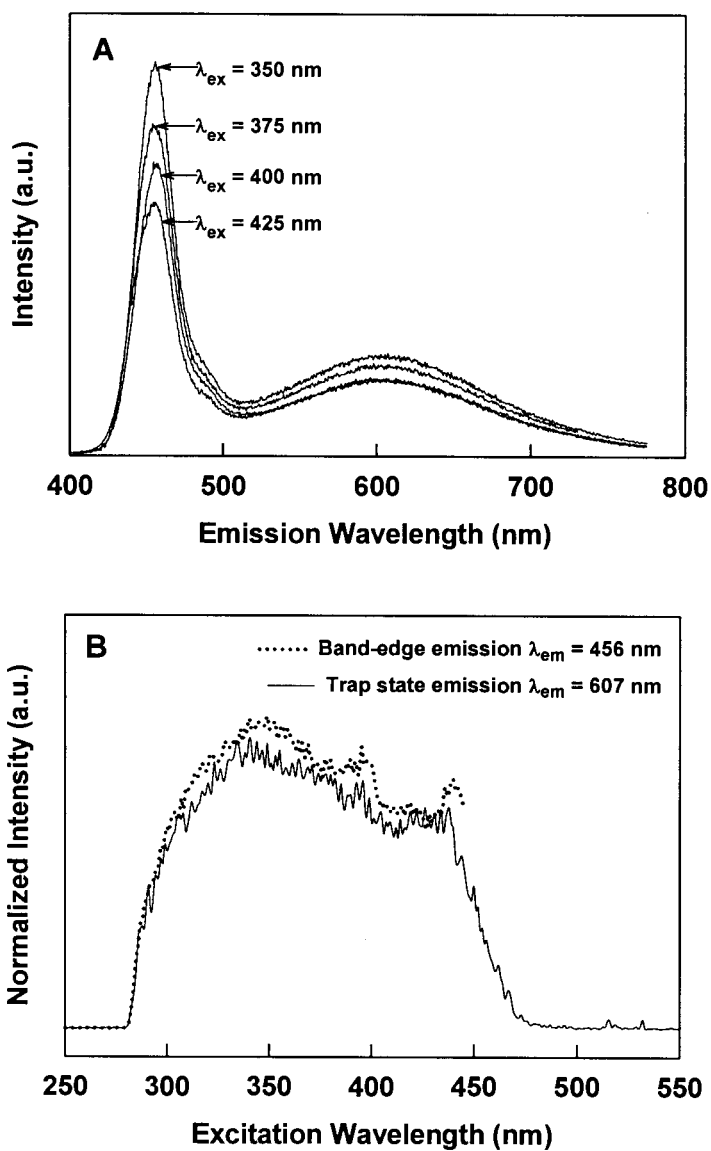 A
λex = 350 nm
λex = 375 nm
λex = 400 nm
λex = 425 nm
Intensity (a.u.)
400 500 600 700 800
Emission Wavelength (nm)
B
Band-edge emission λem = 456 nm
Trap state emission λem = 607 nm
Normalized Intensity (a.u.)
250 300 350 400 450 500 550
Excitation Wavelength (nm)